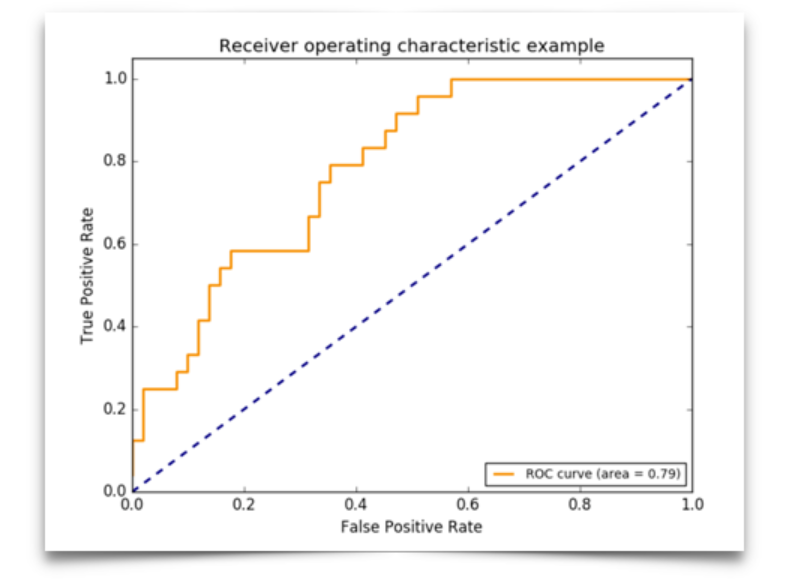 Receiver operating characteristic example
1.0
0.8
0.6
0.4
0.2
0.0
True Positive Rate
0.0 0.2 0.4 0.6 0.8 1.0
False Positive Rate
ROC curve (area = 0.79)